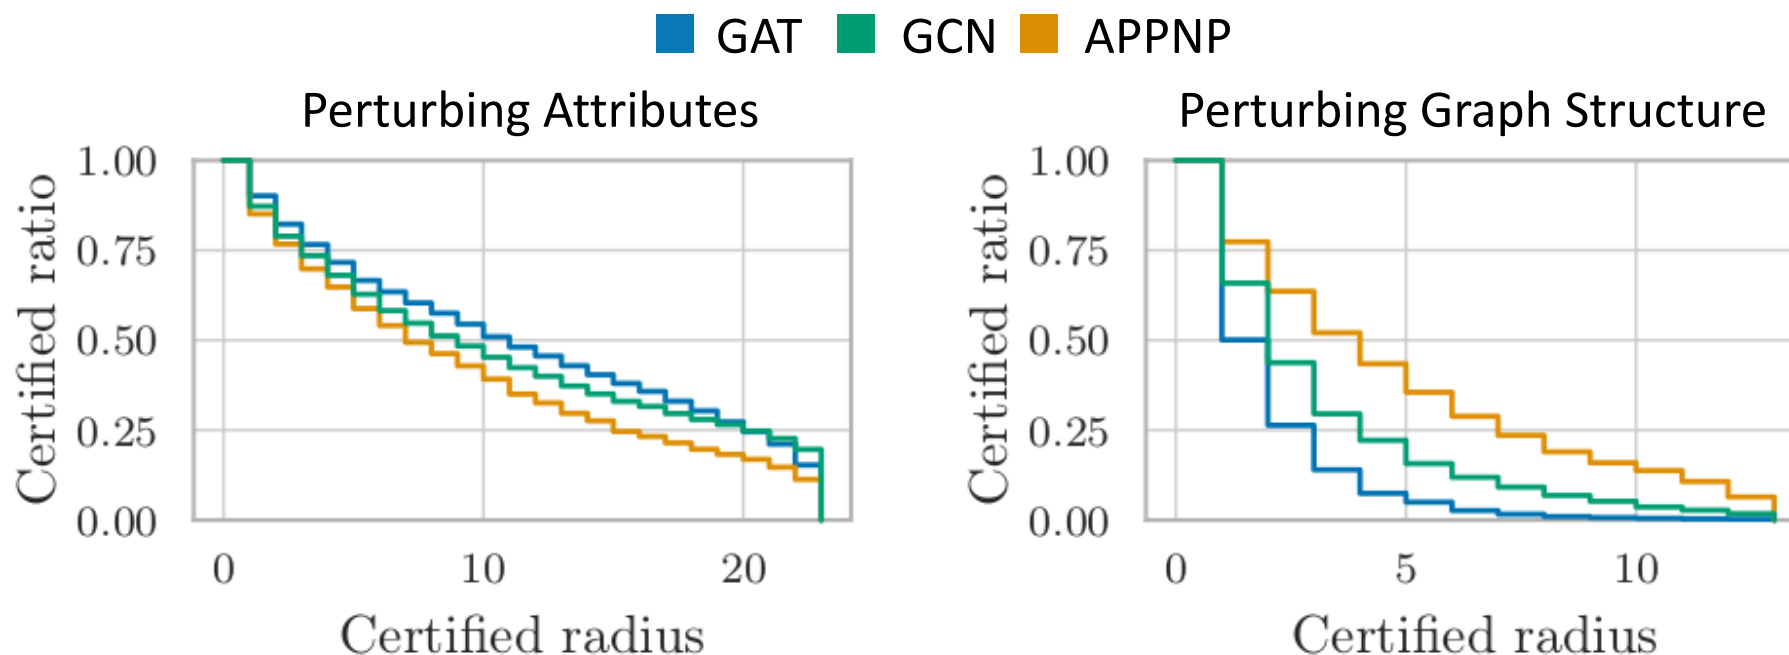 GAT GCN APPNP
Perturbing Attributes
Certified ratio
1.00
0.75
0.50
0.25
0.00
0 10 20
Certified radius
Perturbing Graph Structure
Certified ratio
1.00
0.75
0.50
0.25
0.00
0 5 10
Certified radius